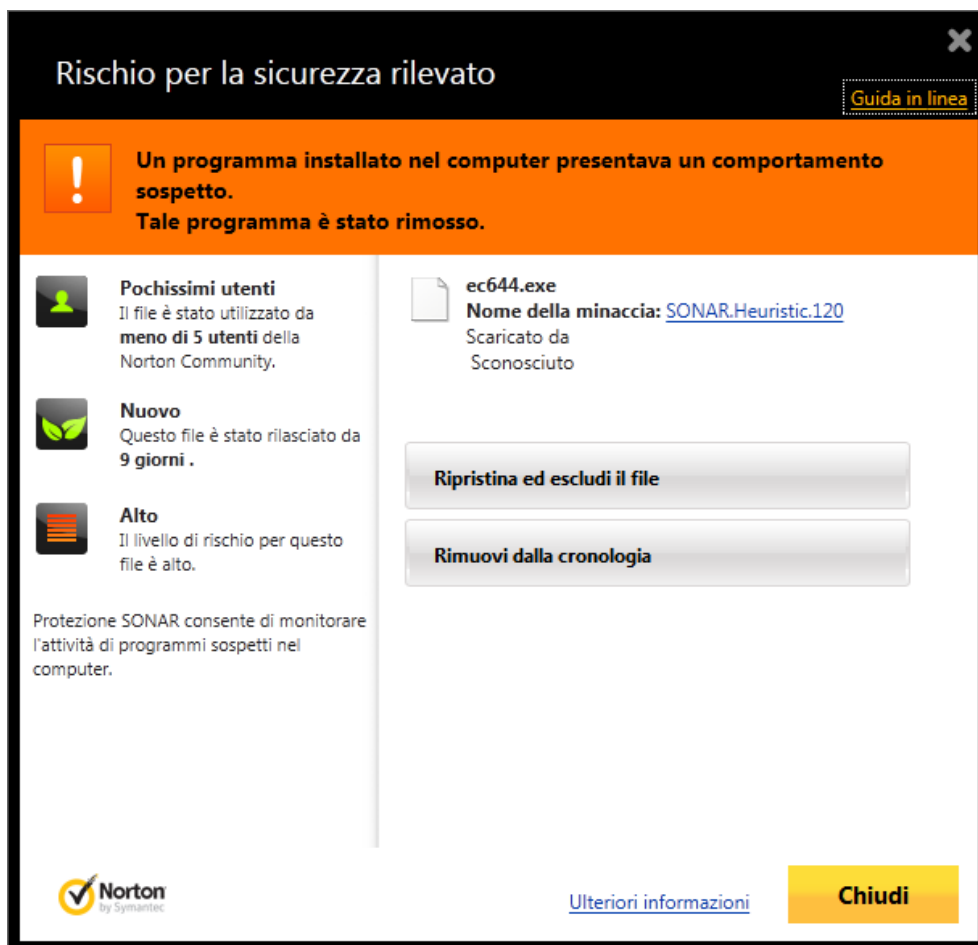 Rischio per la sicurezza rilevato
Guida in linea
Un programma installato nel computer presentava un comportamento
sospetto.
Tale programma è stato rimosso.
Pochissimi utenti
Il file è stato utilizzato da
meno di 5 utenti della
Norton Community.
Nuovo
Questo file è stato rilasciato da
9 giorni .
Alto
Il livello di rischio per questo
file è alto.
Protezione SONAR consente di monitorare
l'attività di programmi sospetti nel
computer.
ec644.exe
Nome della minaccia: SONAR.Heuristic.120
Scaricato da
Sconosciuto
Ripristina ed escludi il file
Rimuovi dalla cronologia
Norton
by Symantec
Ulteriori informazioni
Chiudi